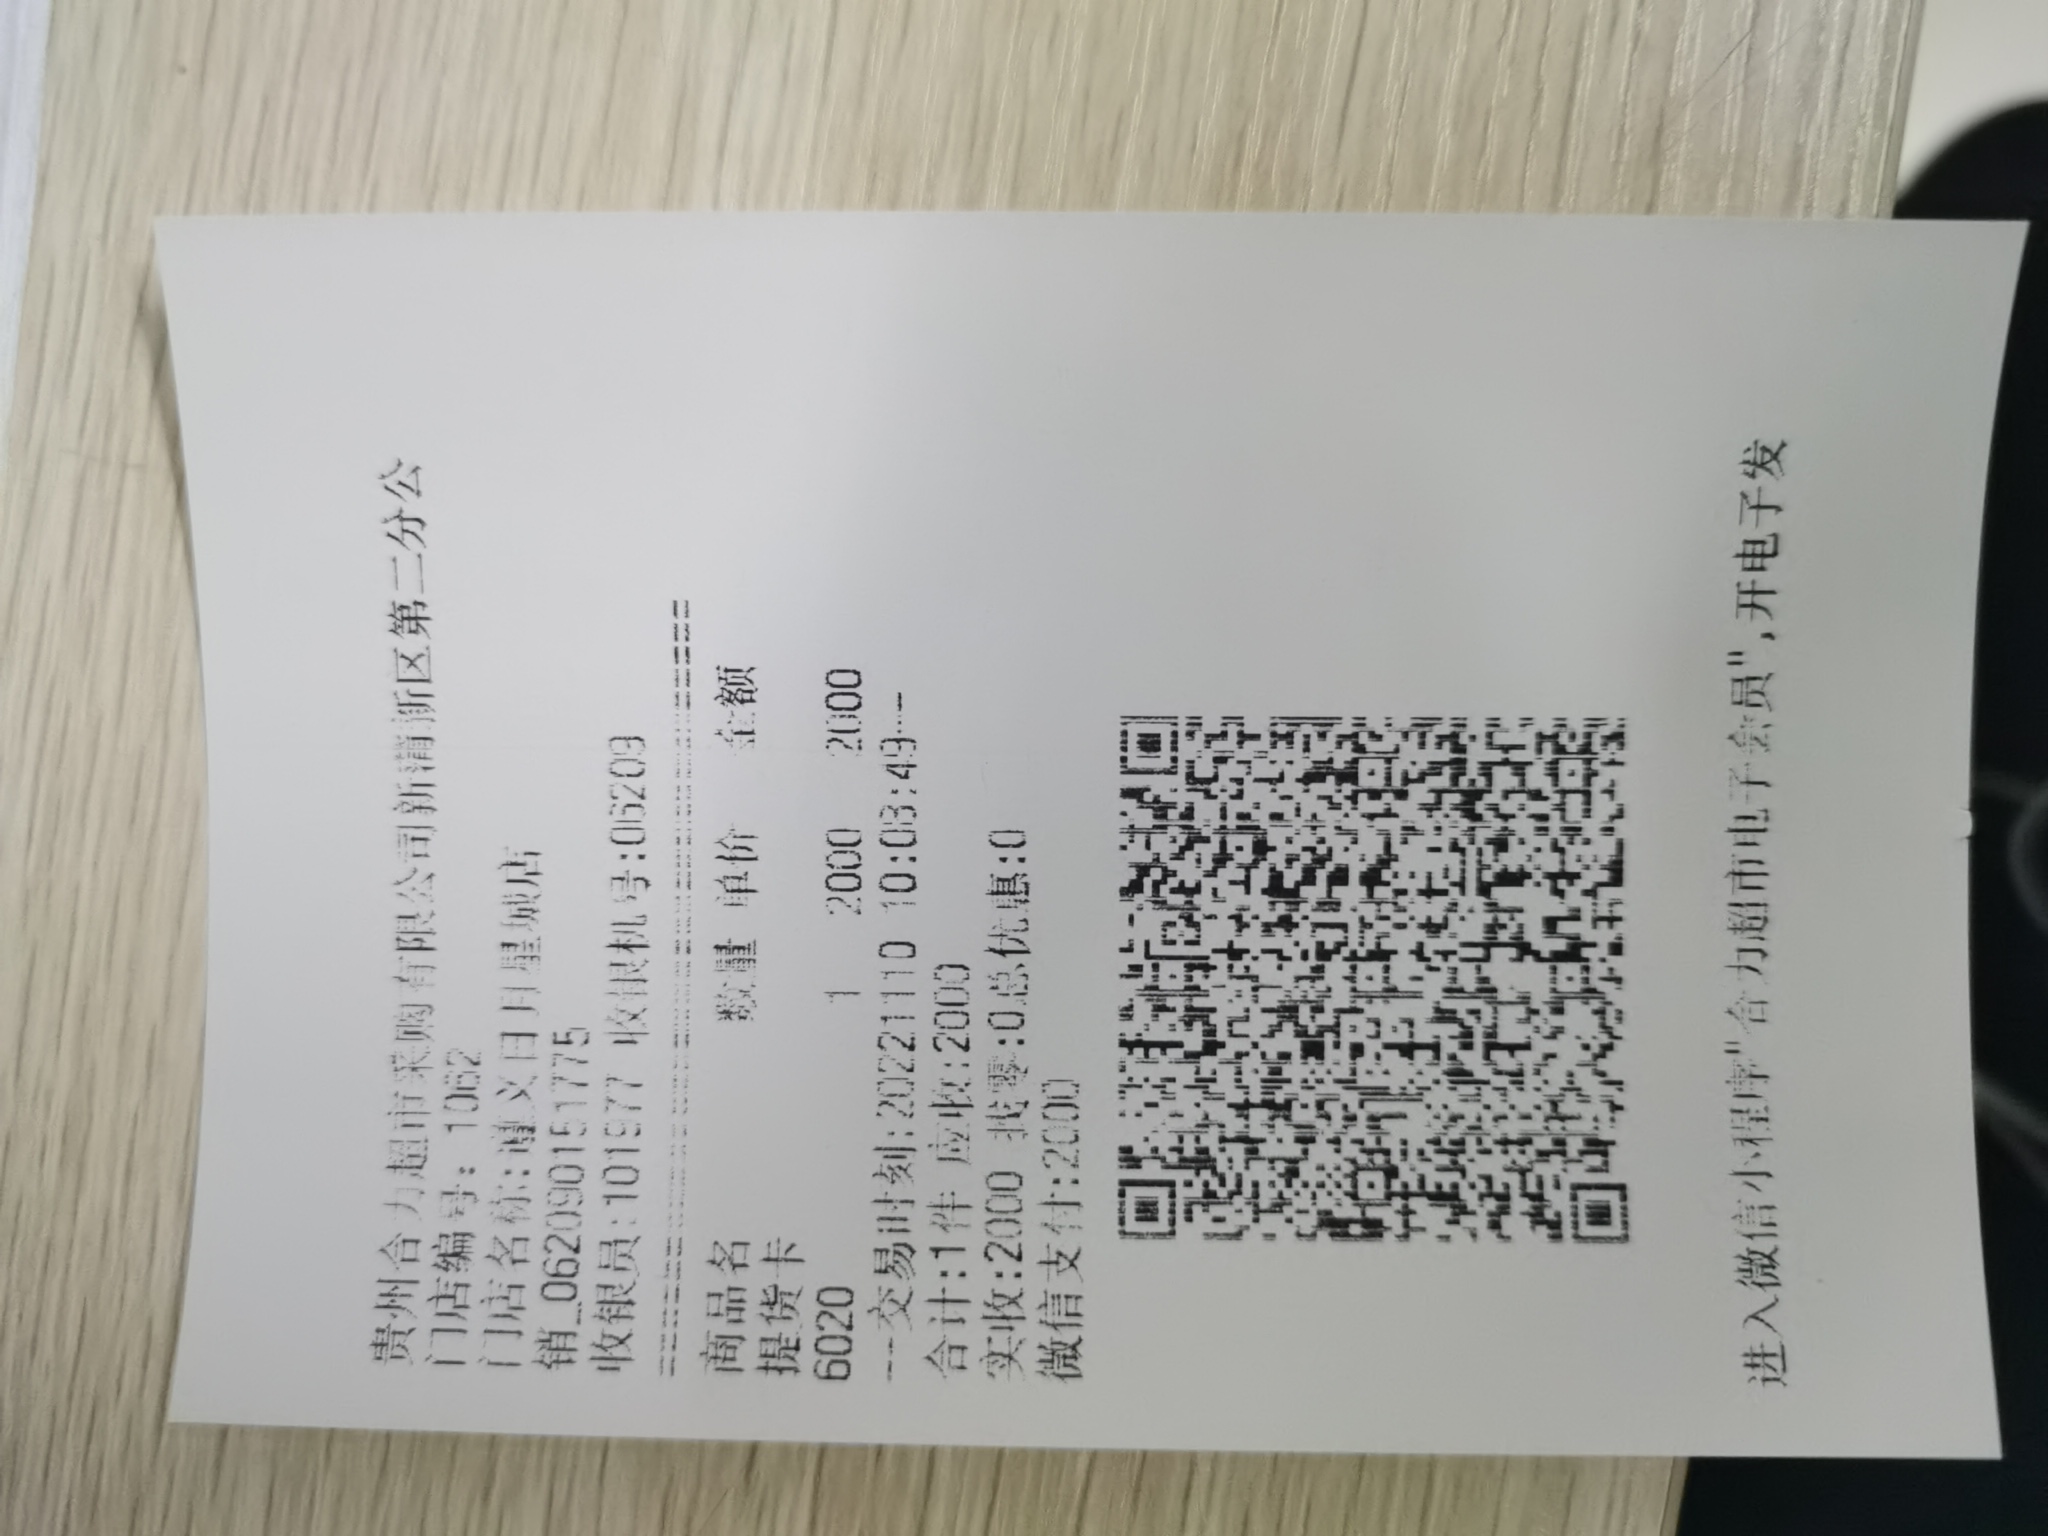 贵州合力超市采购有限公司新浦新区第二分公
门店编号: 1062
门店名称:遵义日月星城店
销_062090151775
收银员:101977 收银机号:06209
商品名 数量 单价 金额
提货卡
6020 1 2000 2000
---交易时刻:20221110 10:03:49---
合计:1件 应收:2000
实收:2000 找零:0总优惠:0
微信支付:2000
进入微信小程序"合力超市电子会员",开电子发